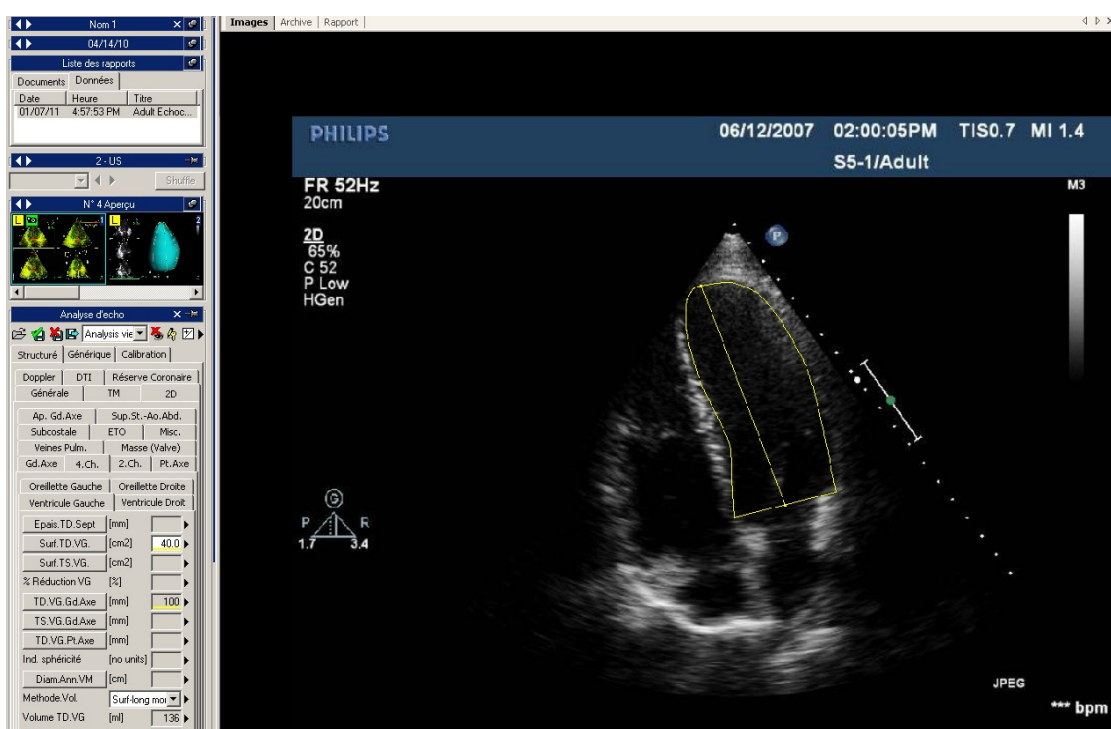 Nom 1
Images Archive Rapport
04/14/10
Liste des rapports
Documents Données
Date Heure Titre
01/07/11 4:57:53 PM Adult Echoc...
2 - US
Shuffle
N° 4 Aperçu
L 1 L 2
Analyse d'echo
Analysis vie
Structuré Générique Calibration
Doppler DTI Réserve Coronaire
Générale TM 2D
Ap. Gd.Axe Sup.St.-Ao.Abd.
Subcostale ETO Misc.
Veines Pulm. Masse (Valve)
Gd.Axe 4.Ch. 2.Ch. Pt.Axe
Oreillette Gauche Oreillette Droite
Ventricule Gauche Ventricule Droit
Epais.TD.Sept [mm]
Surf.TD.VG. [cm2] 40.0
Surf.TS.VG. [cm2]
% Réduction VG [%]
TD.VG.Gd.Axe [mm] 100
TS.VG.Gd.Axe [mm]
TD.VG.Pt.Axe [mm]
Ind. sphéricité [no units]
Diam.Ann.VM [cm]
Methode.Vol. Surf-long mo
Volume TD.VG [ml] 136
PHILIPS 06/12/2007 02:00:05PM TIS0.7 MI 1.4
S5-1/Adult
FR 52Hz
20cm
M3
2D
65%
C 52
P Low
HGen
P
G
P R
1.7 3.4
JPEG
*** bpm